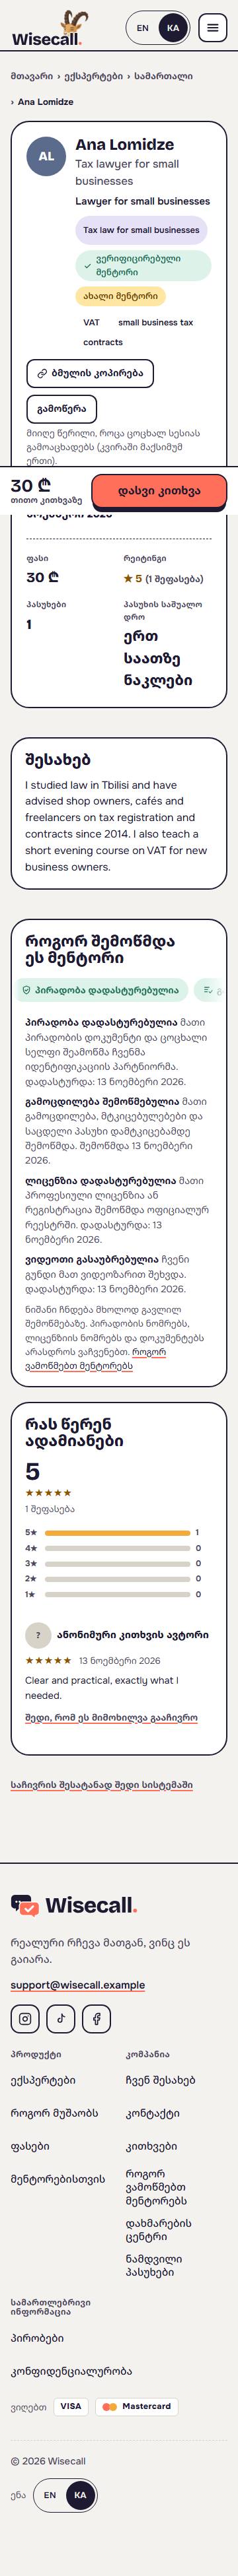 Wisecall.
EN KA
მთავარი › ექსპერტები › სამართალი
› Ana Lomidze
AL
Ana Lomidze
Tax lawyer for small
businesses
Lawyer for small businesses
Tax law for small businesses
✓ ვერიფიცირებული
მენტორი
ახალი მენტორი
VAT small business tax
contracts
ბმულის კოპირება
გამოწერა
მიიღე წერილი, როცა ცოცხალ სესიას
გამოაცხადებს (კვირაში მაქსიმუმ
ერთი).
30 ₾
თითო კითხვაზე
დასვი კითხვა
ნოემბერი 2026
ფასი
30 ₾
რეიტინგი
★ 5 (1 შეფასება)
პასუხები
1
პასუხის საშუალო
დრო
ერთ
საათზე
ნაკლები
შესახებ
I studied law in Tbilisi and have
advised shop owners, cafés and
freelancers on tax registration and
contracts since 2014. I also teach a
short evening course on VAT for new
business owners.
როგორ შემოწმდა
ეს მენტორი
პირადობა დადასტურებულია
პირადობა დადასტურებულია მათი
პირადობის დოკუმენტი და ცოცხალი
სელფი შეამოწმა ჩვენმა
იდენტიფიკაციის პარტნიორმა.
დადასტურდა: 13 ნოემბერი 2026.
გამოცდილება შემოწმებულია მათი
გამოცდილება, მტკიცებულებები და
საცდელი პასუხი დამტკიცებამდე
შემოწმდა. შემოწმდა 13 ნოემბერი
2026.
ლიცენზია დადასტურებულია მათი
პროფესიული ლიცენზია ან
რეგისტრაცია შემოწმდა ოფიციალურ
რეესტრში. დადასტურდა: 13
ნოემბერი 2026.
ვიდეოთი გასაუბრებულია ჩვენი
გუნდი მათ ვიდეოზარით შეხვდა.
დადასტურდა: 13 ნოემბერი 2026.
ნიშანი ჩნდება მხოლოდ გავლილ
შემოწმებაზე. პირადობის ნომრებს,
ლიცენზიის ნომრებს და დოკუმენტებს
არასდროს ვაჩვენებთ. როგორ
ვამოწმებთ მენტორებს
რას წერენ
ადამიანები
5
★★★★★
1 შეფასება
5★ 1
4★ 0
3★ 0
2★ 0
1★ 0
? ანონიმური კითხვის ავტორი
★★★★★ 13 ნოემბერი 2026
Clear and practical, exactly what I
needed.
შედი, რომ ეს მიმოხილვა გააჩივრო
საჩივრის შესატანად შედი სისტემაში
Wisecall.
რეალური რჩევა მათგან, ვინც ეს
გაიარა.
support@wisecall.example
პროდუქტი
კომპანია
ექსპერტები
ჩვენ შესახებ
როგორ მუშაობს
კონტაქტი
ფასები
კითხვები
მენტორებისთვის
როგორ
ვამოწმებთ
მენტორებს
დახმარების
ცენტრი
ნამდვილი
პასუხები
სამართლებრივი
ინფორმაცია
პირობები
კონფიდენციალურობა
ვიღებთ VISA Mastercard
© 2026 Wisecall
ენა EN KA